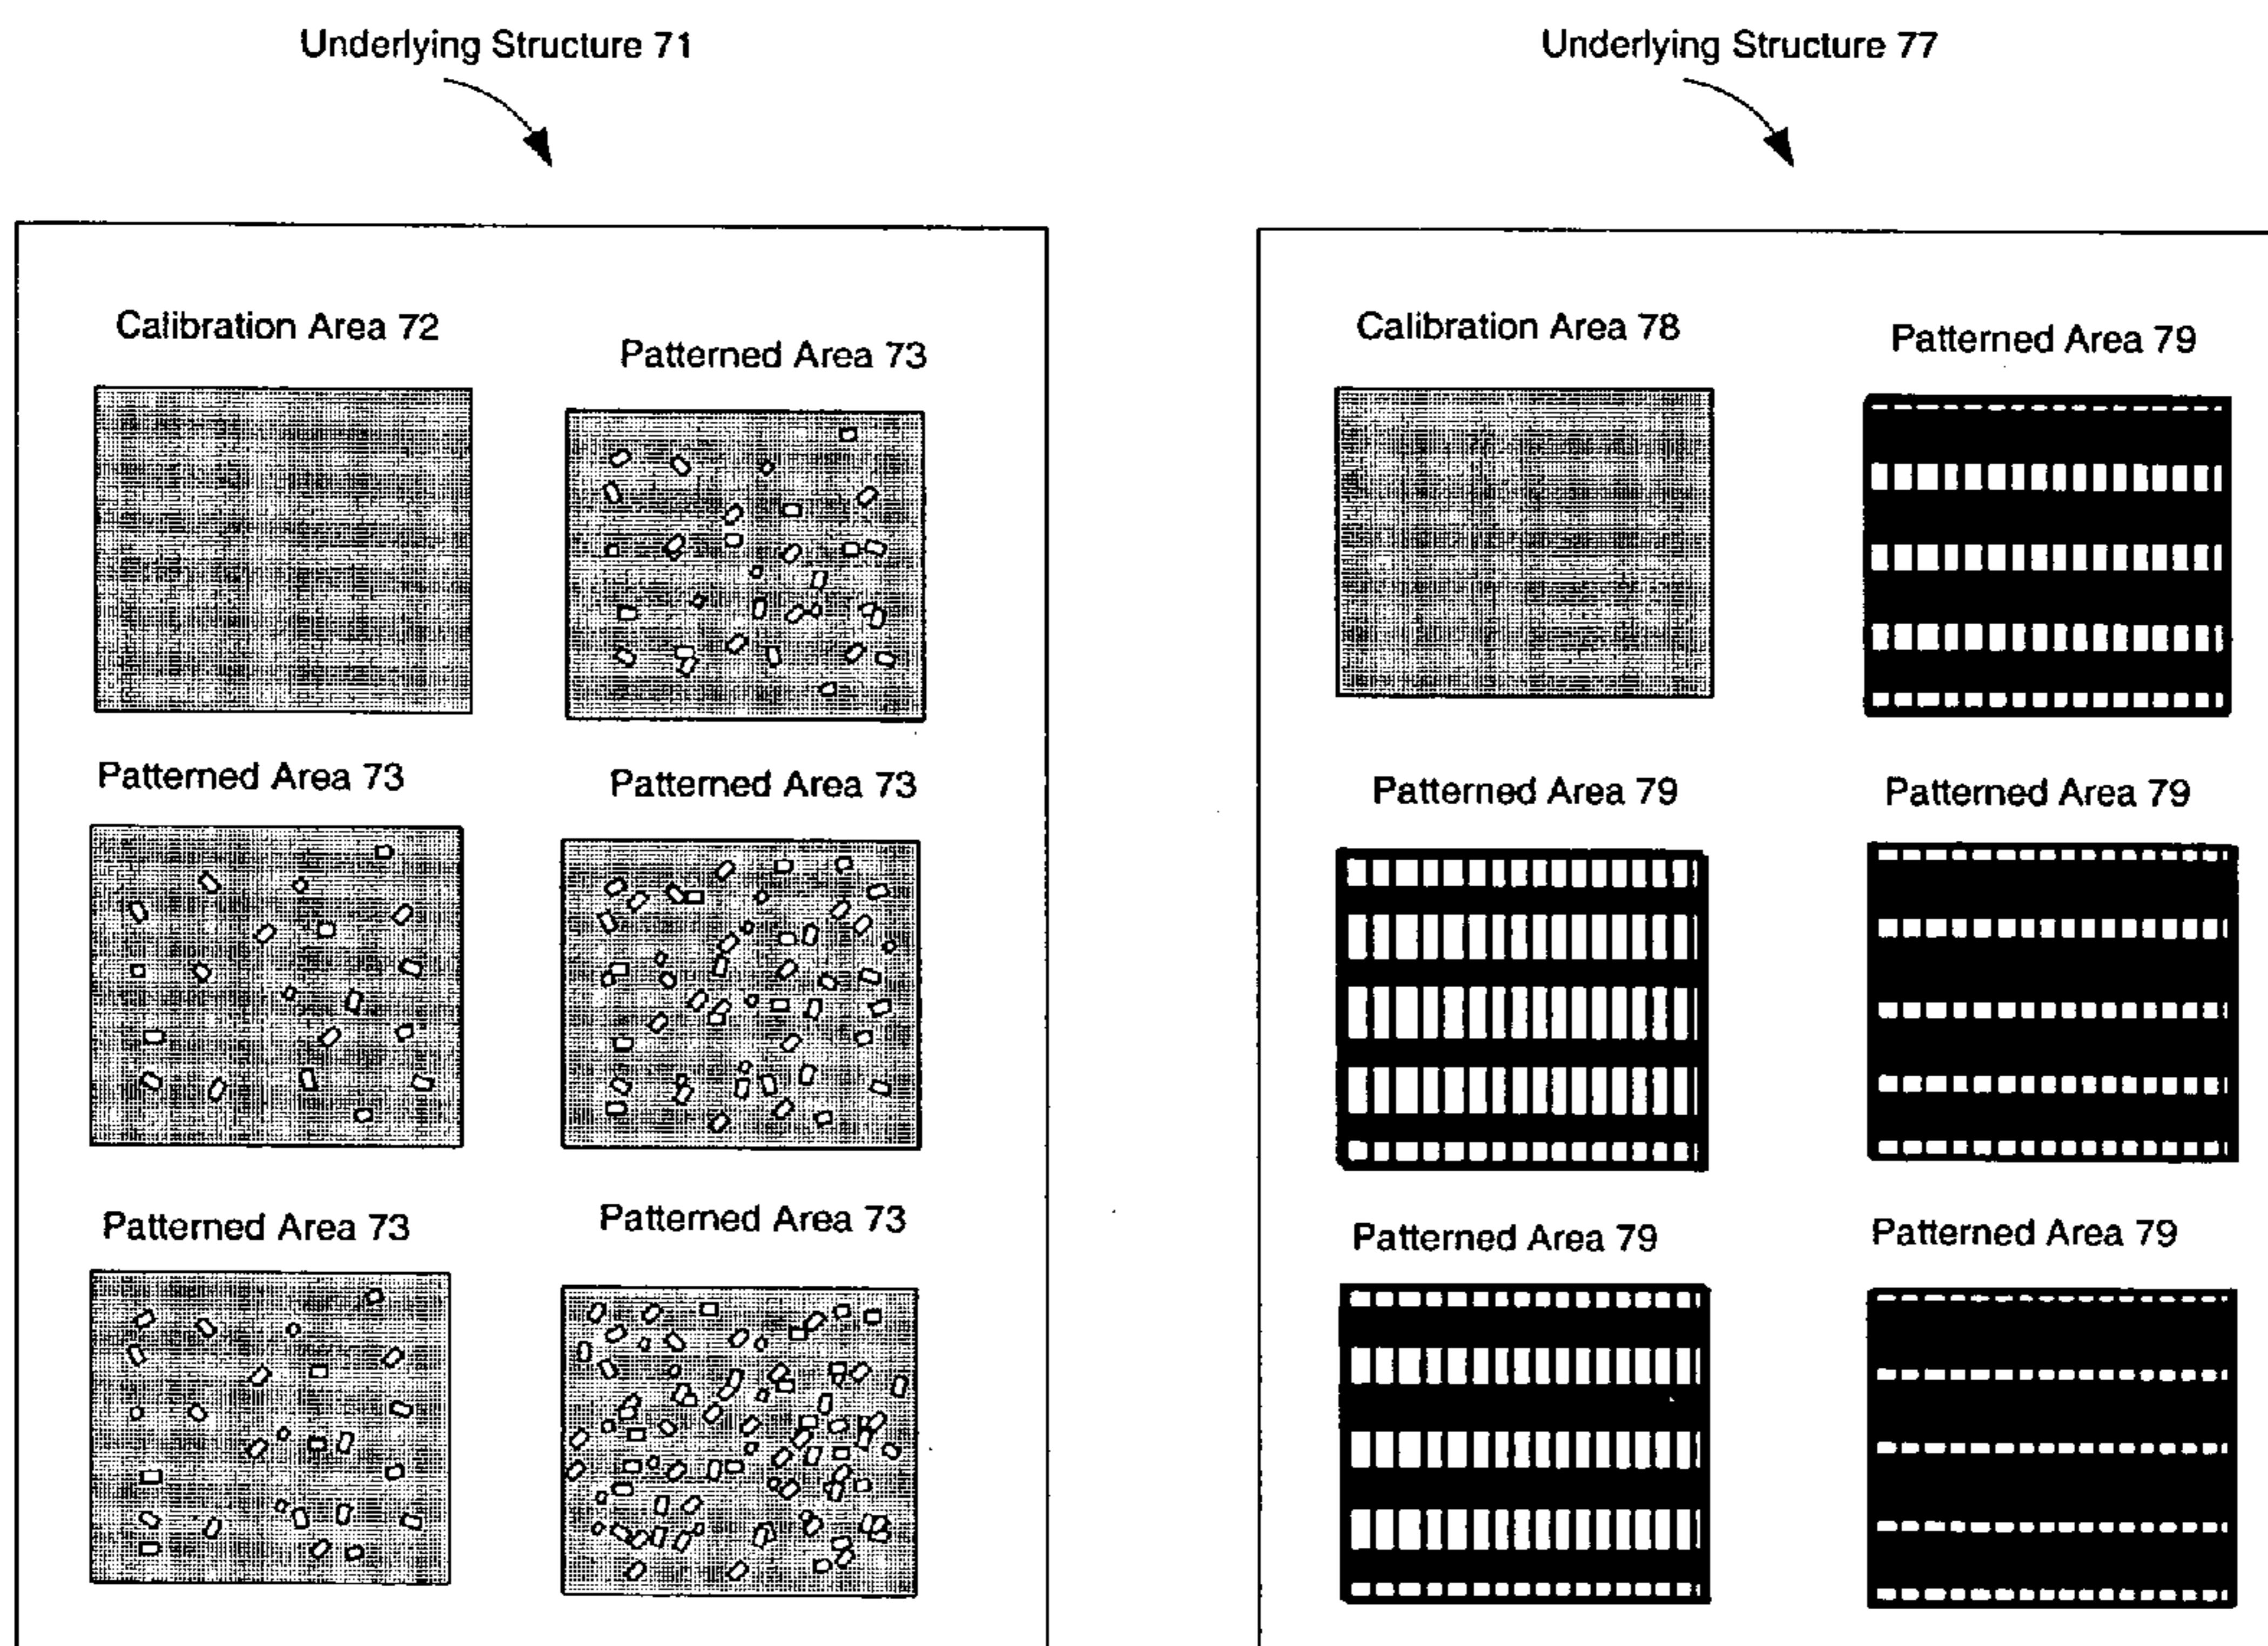 Underlying Structure 71
Underlying Structure 77
Calibration Area 72
Patterned Area 73
Patterned Area 73
Patterned Area 73
Patterned Area 73
Patterned Area 73
Calibration Area 78
Patterned Area 79
Patterned Area 79
Patterned Area 79
Patterned Area 79
Patterned Area 79